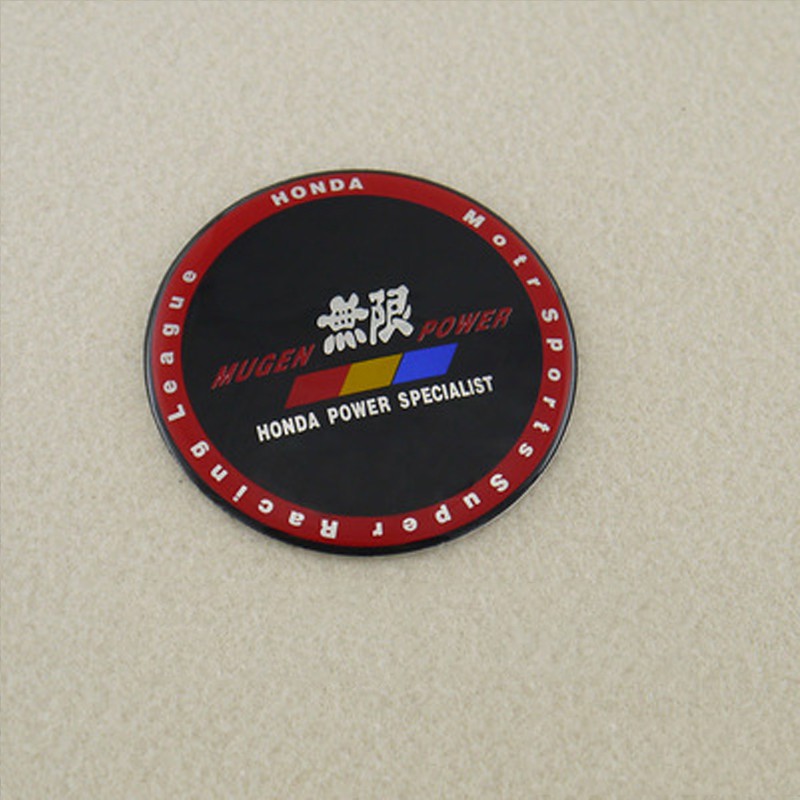 HONDA
Motr Sports Super Racing League
無限
MUGEN POWER
HONDA POWER SPECIALIST